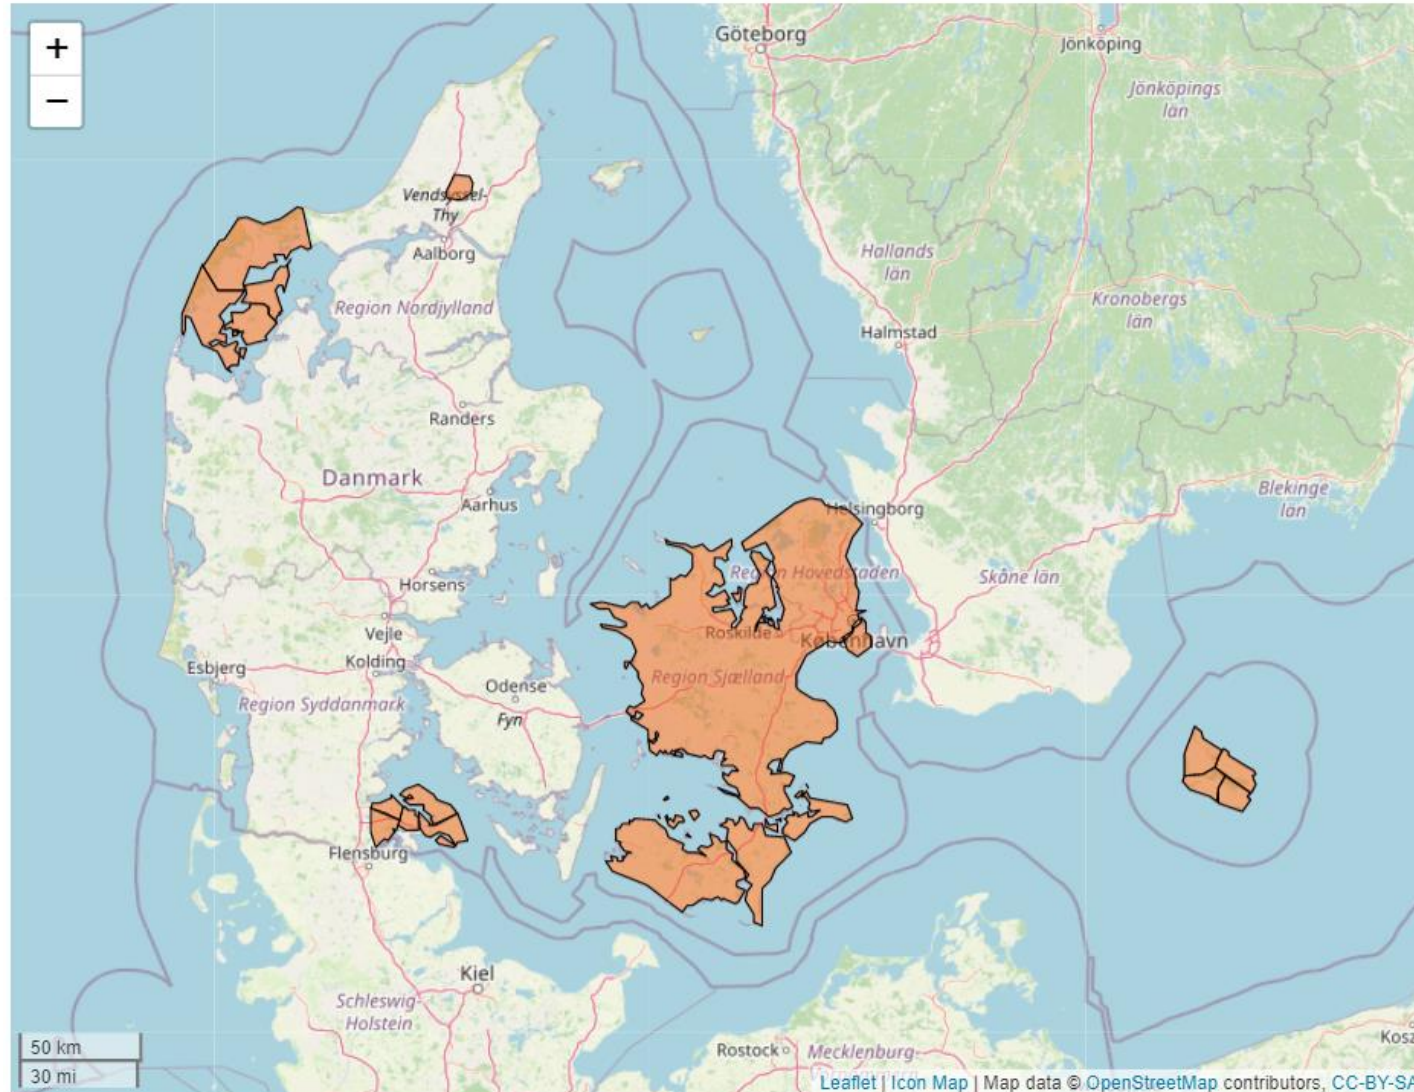 +
−
Göteborg
Jönköping
Jönköpings
län
Vendsyssel-
Thy
Aalborg
Hallands
län
Region Nordjylland
Kronobergs
län
Halmstad
Randers
Danmark
Aarhus
Blekinge
län
Helsingborg
Region Hovedstaden
Skåne län
Horsens
Vejle
Roskilde
København
Kolding
Esbjerg
Region Sjælland
Odense
Region Syddanmark
Fyn
Flensburg
Kiel
Schleswig-
Holstein
50 km
30 mi
Rostock
Mecklenburg-
Kosz
Leaflet | Icon Map | Map data © OpenStreetMap contributors, CC-BY-SA